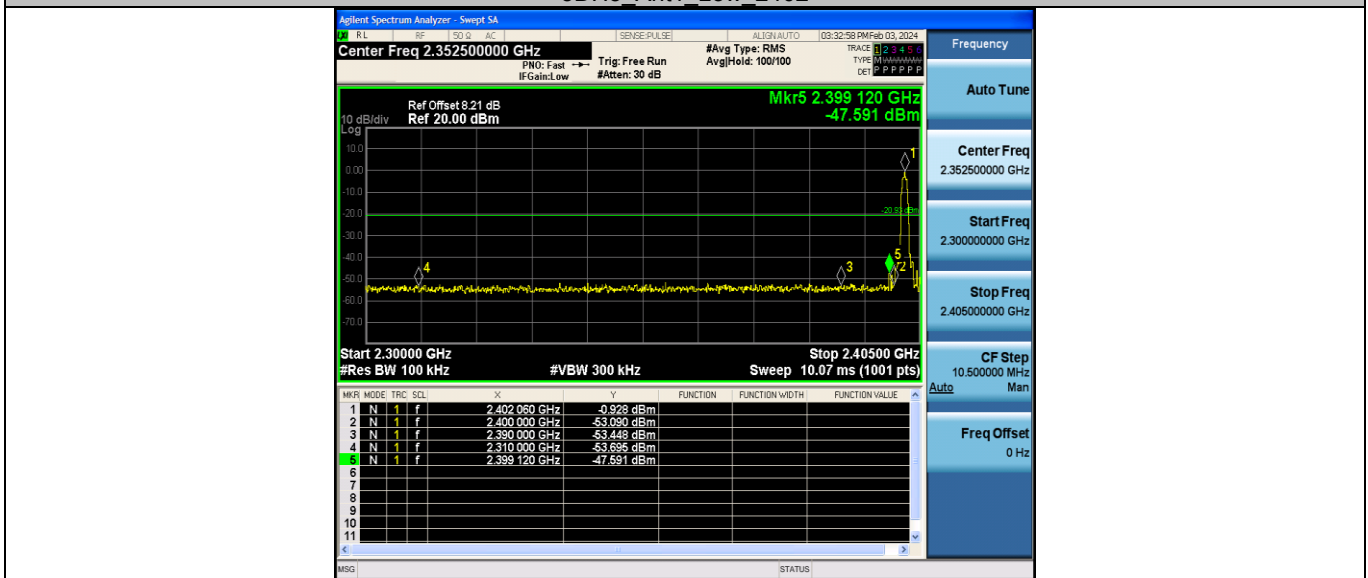 Agilent Spectrum Analyzer - Swept SA
RL RF 50 Ω AC SENSE:PULSE ALIGN AUTO 03:32:58 PM Feb 03, 2024
Center Freq 2.352500000 GHz #Avg Type: RMS TRACE 1 2 3 4 5 6
PNO: Fast Trig: Free Run Avg|Hold: 100/100 TYPE M
IFGain:Low #Atten: 30 dB DET P P P P P P
Frequency
Mkr5 2.399 120 GHz
-47.591 dBm
Ref Offset 8.21 dB
10 dB/div Ref 20.00 dBm
Log
10.0
0.00
-10.0
-20.0
-30.0
-40.0
-50.0
-60.0
-70.0
1
5
2
3
4
Start 2.30000 GHz Stop 2.40500 GHz
#Res BW 100 kHz #VBW 300 kHz Sweep 10.07 ms (1001 pts)
MKR MODE TRC SCL X Y FUNCTION FUNCTION WIDTH FUNCTION VALUE
1 N 1 f 2.402 060 GHz -0.928 dBm
2 N 1 f 2.400 000 GHz -53.090 dBm
3 N 1 f 2.390 000 GHz -53.448 dBm
4 N 1 f 2.310 000 GHz -53.695 dBm
5 N 1 f 2.399 120 GHz -47.591 dBm
6
7
8
9
10
11
MSG STATUS
Auto Tune
Center Freq
2.352500000 GHz
Start Freq
2.300000000 GHz
Stop Freq
2.405000000 GHz
CF Step
10.500000 MHz
Auto Man
Freq Offset
0 Hz